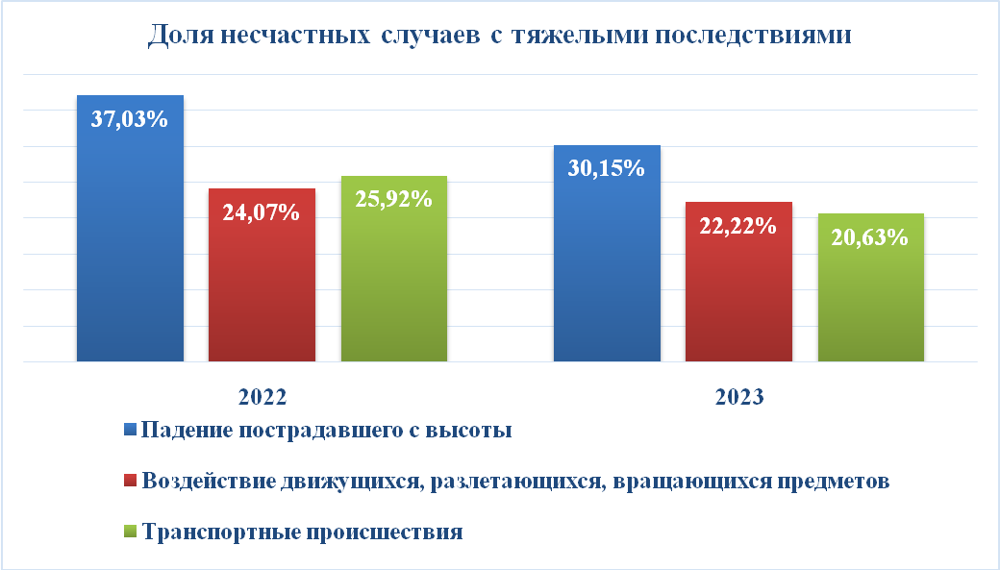 Доля несчастных случаев с тяжелыми последствиями
37,03%
24,07%
25,92%
30,15%
22,22%
20,63%
2022
2023
Падение пострадавшего с высоты
Воздействие движущихся, разлетающихся, вращающихся предметов
Транспортные происшествия